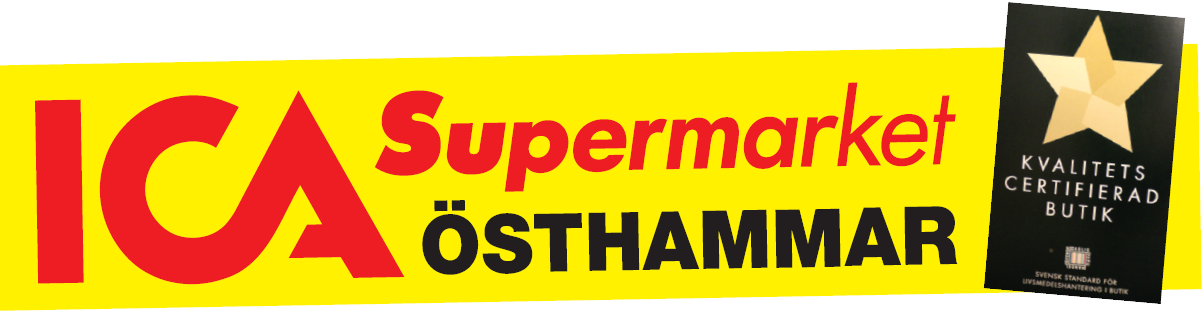 ICA Supermarket
ÖSTHAMMAR
KVALITETS
CERTIFIERAD
BUTIK
SVENSK STANDARD FÖR
LIVSMEDELSHANTERING I BUTIK